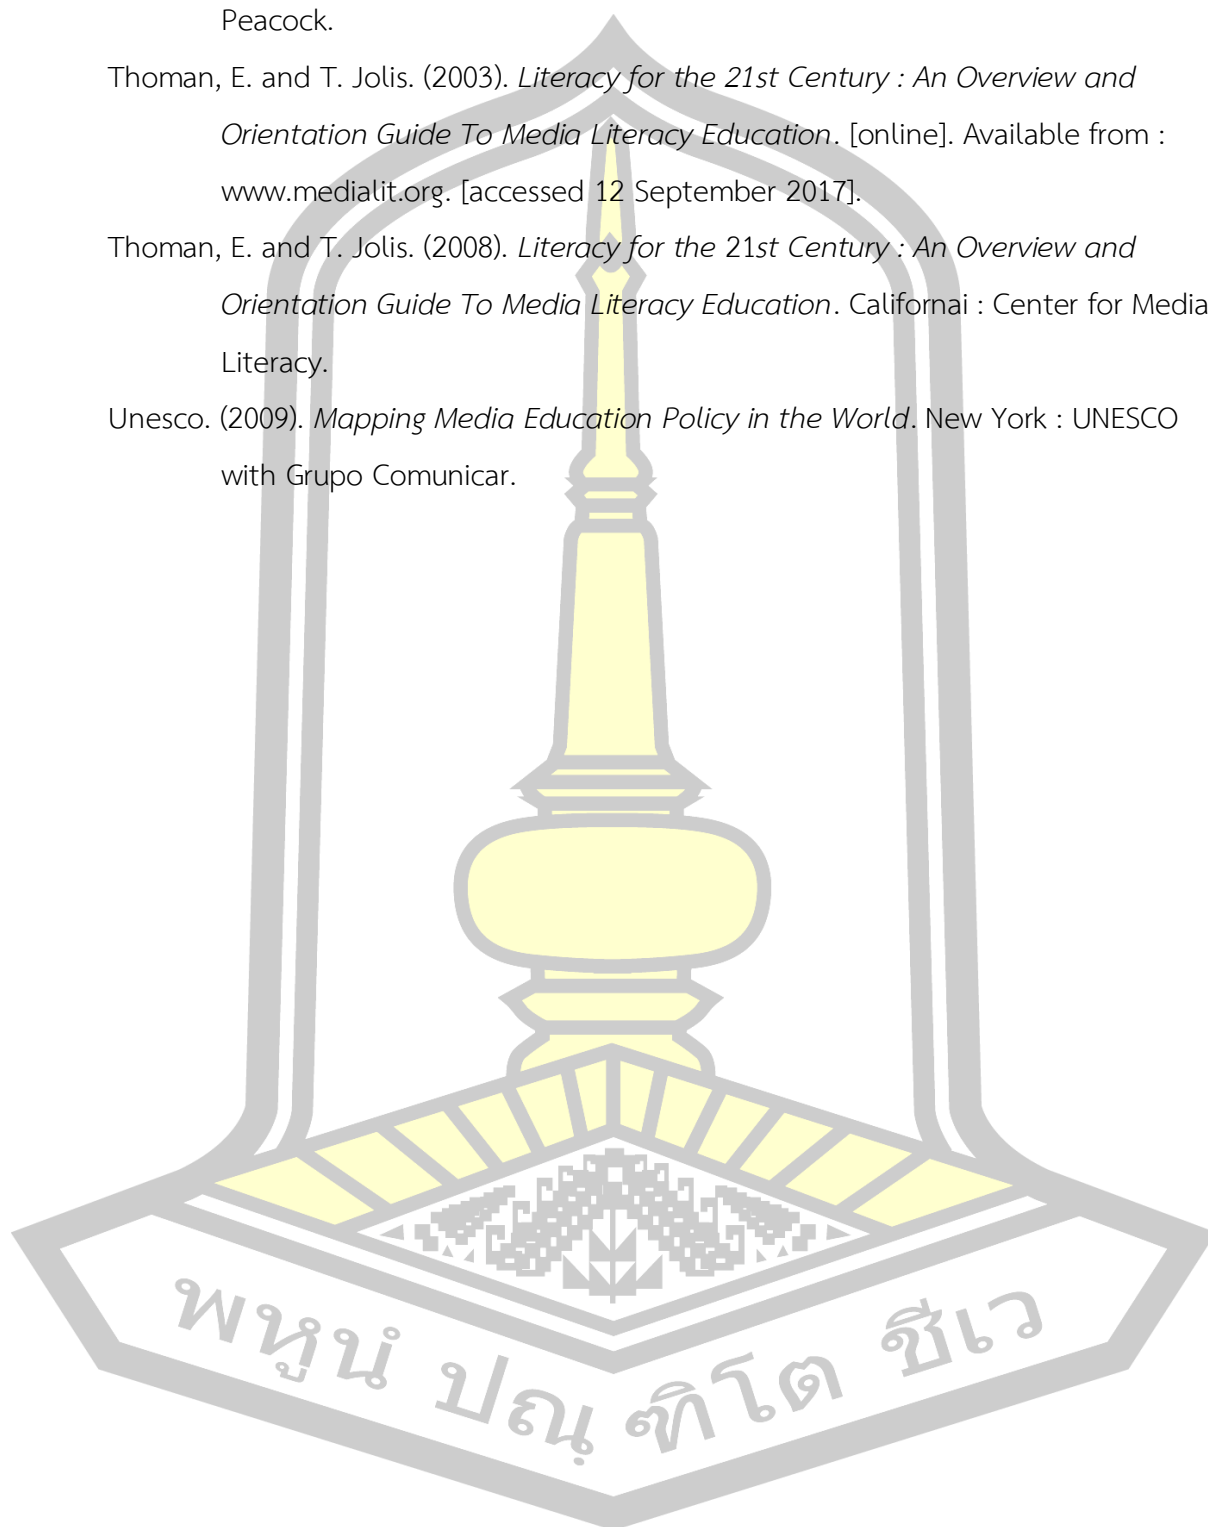 Peacock.
Thoman, E. and T. Jolis. (2003). Literacy for the 21st Century : An Overview and
Orientation Guide To Media Literacy Education. [online]. Available from :
www.medialit.org. [accessed 12 September 2017].
Thoman, E. and T. Jolis. (2008). Literacy for the 21st Century : An Overview and
Orientation Guide To Media Literacy Education. Californai : Center for Media
Literacy.
Unesco. (2009). Mapping Media Education Policy in the World. New York : UNESCO
with Grupo Comunicar.
พหูนํ ปณฺ ฑิโต ชีเว